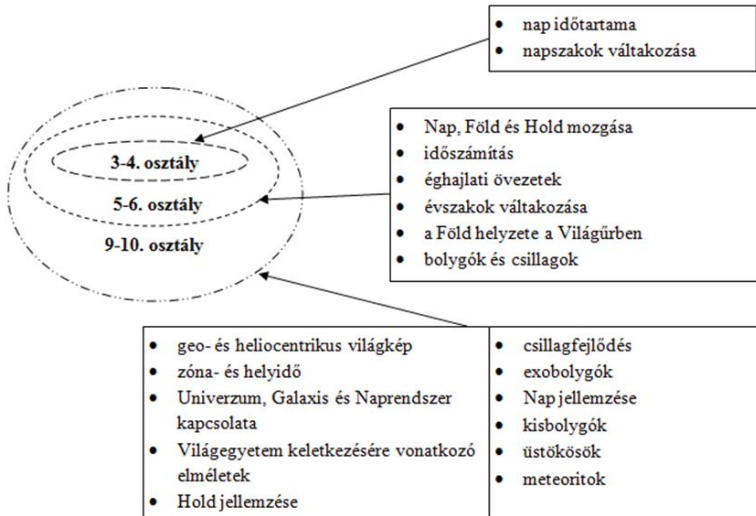 • nap időtartama
• napszakok váltakozása
3-4. osztály
5-6. osztály
9-10. osztály
• Nap, Föld és Hold mozgása
• időszámítás
• éghajlati övezetek
• évszakok váltakozása
• a Föld helyzete a Világűrben
• bolygók és csillagok
• geo- és heliocentrikus világkép
• zóna- és helyidő
• Univerzum, Galaxis és Naprendszer
kapcsolata
• Világegyetem keletkezésére vonatkozó
elméletek
• Hold jellemzése
• csillagfejlődés
• exobolygók
• Nap jellemzése
• kisbolygók
• üstökösök
• meteoritok